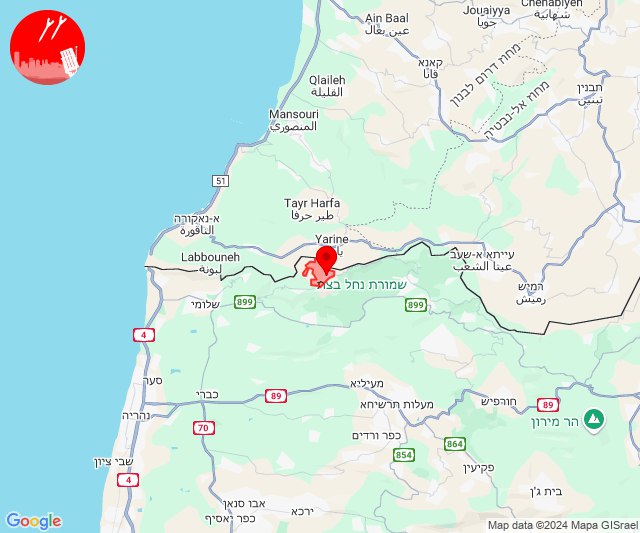 Chehabiyeh
شهابية
Jouaiyya
جويا
Ain Baal
עין בעל
קאנא
قانا
מחוז דרום לבנון
מחוז אל-נבטיה
תבנין
تبنين
Qlaileh
القليلة
Mansouri
المنصوري
51
Tayr Harfa
طير حرفا
א-נאקורה
الناقورة
Yarine
Labbouneh
لبونة
עייתא א-שעב
عيتا الشعب
רמיש
رميش
שמורת נחל בצת
899
899
שלומי
4
סער
כברי
89
מעיליא
נהריה
מעלות תרשיחא
חורפיש
89
הר מירון
70
כפר ורדים
864
854
שבי ציון
4
פקיעין
בית ג'ן
אבו סנאן
ירכא
כפר יאסיף
Google
Map data ©2024 Mapa GISrael